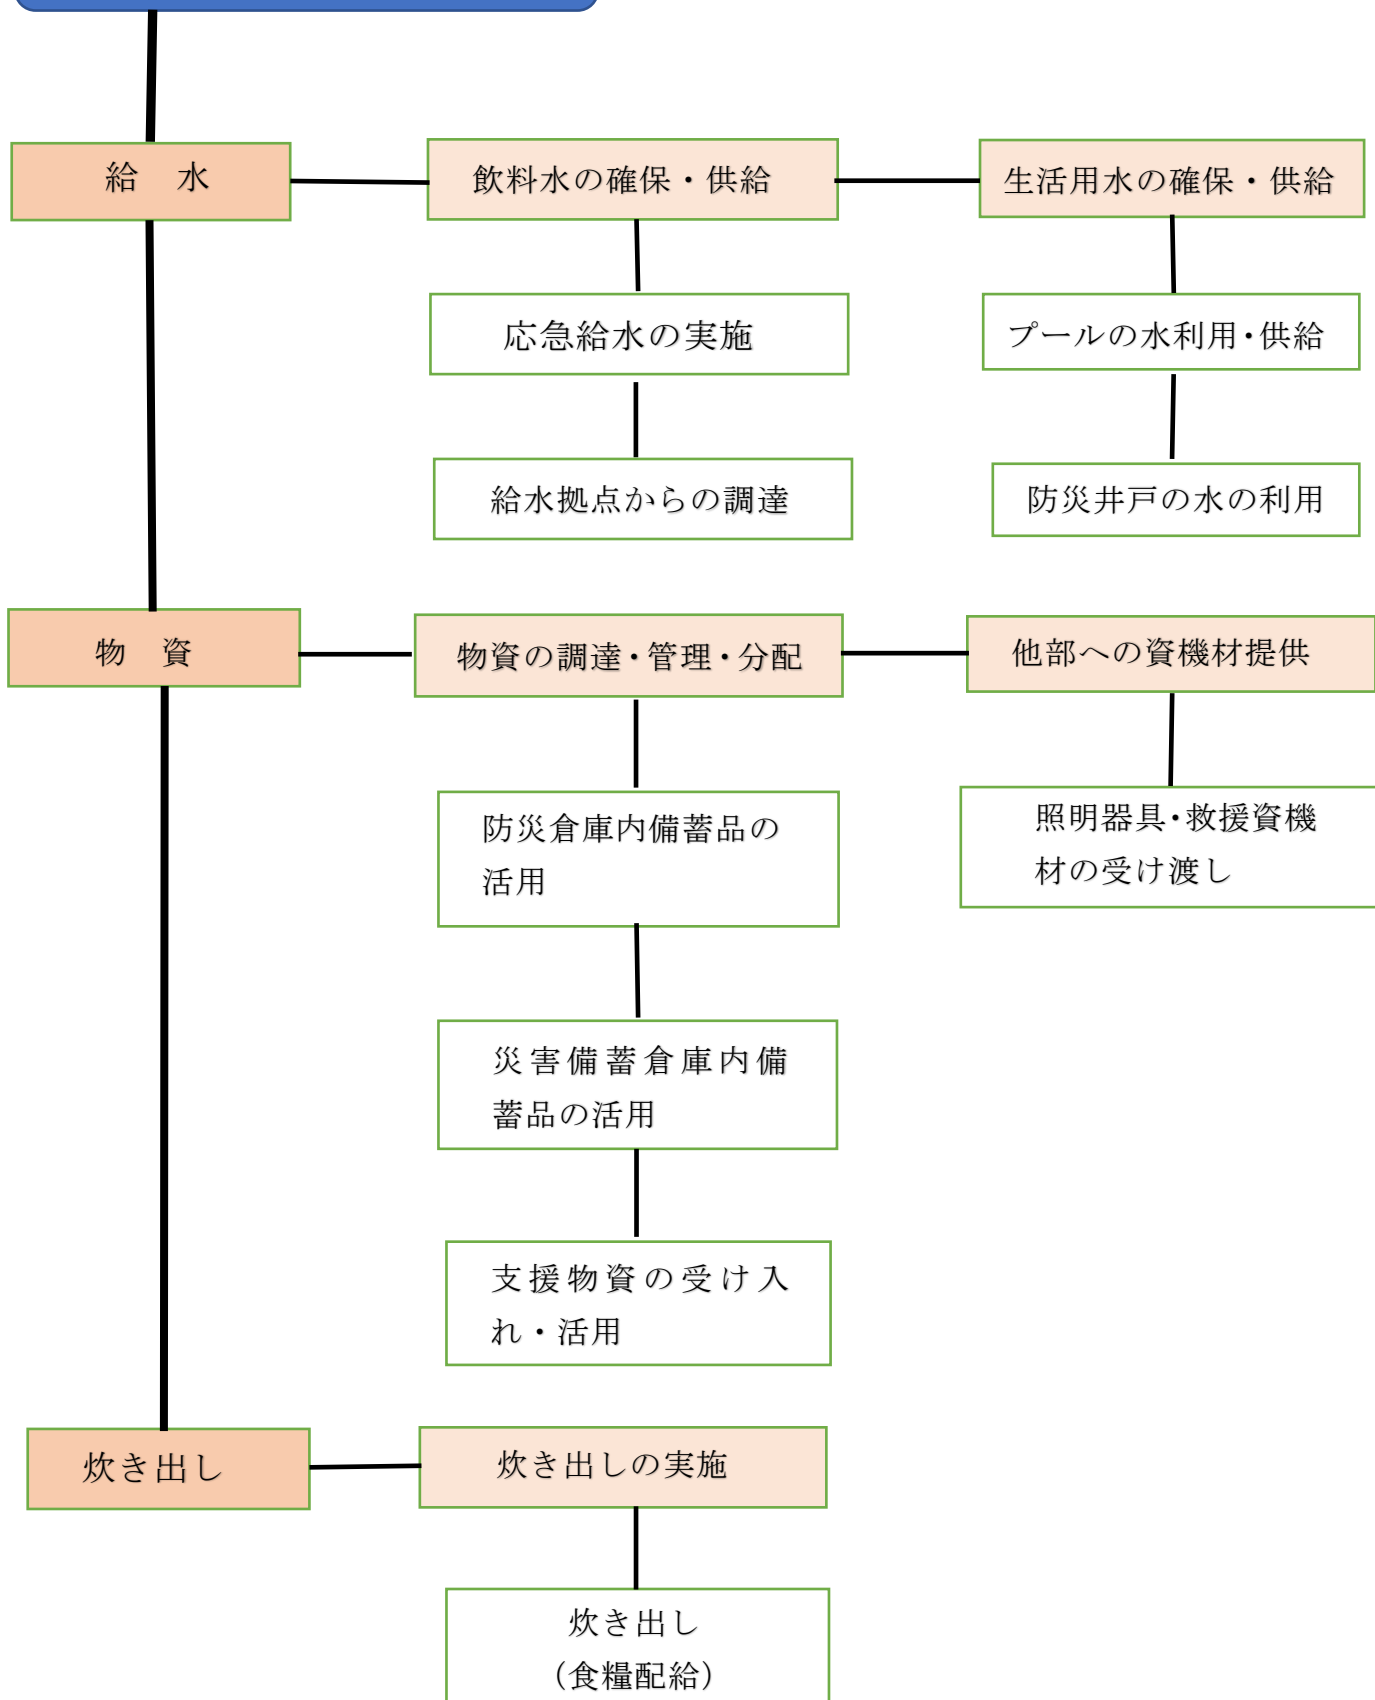 給　水
飲料水の確保・供給
生活用水の確保・供給
応急給水の実施
プールの水利用・供給
給水拠点からの調達
防災井戸の水の利用
物　資
物資の調達・管理・分配
他部への資機材提供
防災倉庫内備蓄品の
活用
照明器具・救援資機
材の受け渡し
災害備蓄倉庫内備
蓄品の活用
支援物資の受け入
れ・活用
炊き出し
炊き出しの実施
炊き出し
（食糧配給）